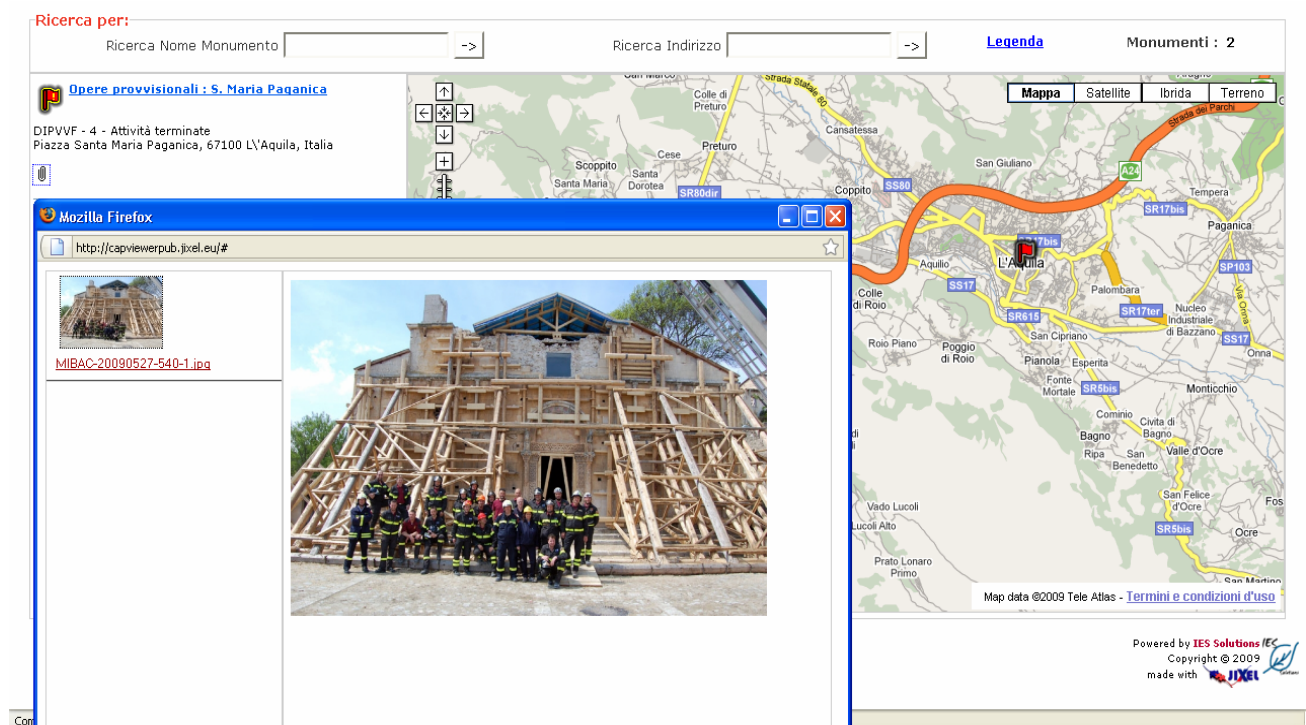 Ricerca per:
Ricerca Nome Monumento -> Ricerca Indirizzo -> Legenda Monumenti : 2
Opere provvisionali : S. Maria Paganica
DIPVVF - 4 - Attività terminate
Piazza Santa Maria Paganica, 67100 L\'Aquila, Italia
Mappa Satellite Ibrida Terreno
San Marco
Strada Statale 80
Colle di
Preturo
Cansatessa
Strada dei Parchi
Preturo
Cese
Scoppito
Santa Maria
Santa
Dorotea
SR80dir
Coppito
SS80
San Giuliano
A24
Tempera
SR17bis
Paganica
SR17bis
L'Aquila
Aquilio
SP103
Via Onna
SS17
Palombara
Colle
di Roio
SR615
SR17ter
Nucleo
Industriale
di Bazzano
San Cipriano
SS17
Onna
Roio Piano
Poggio
di Roio
Pianola
Esperita
Fonte
Mortale
SR5bis
Monticchio
Cominio
Civita di
Bagno
Bagno
Ripa
San
Benedetto
Valle d'Ocre
San Felice
d'Ocre
Fos
Vado Lucoli
Lucoli Alto
SR5bis
Ocre
Prato Lonaro
Primo
San Martino
Map data ©2009 Tele Atlas - Termini e condizioni d'uso
Mozilla Firefox
http://capviewerpub.jixel.eu/#
MIBAC-20090527-540-1.jpg
Powered by IES Solutions IES
Copyright © 2009
made with JIXEL
Com